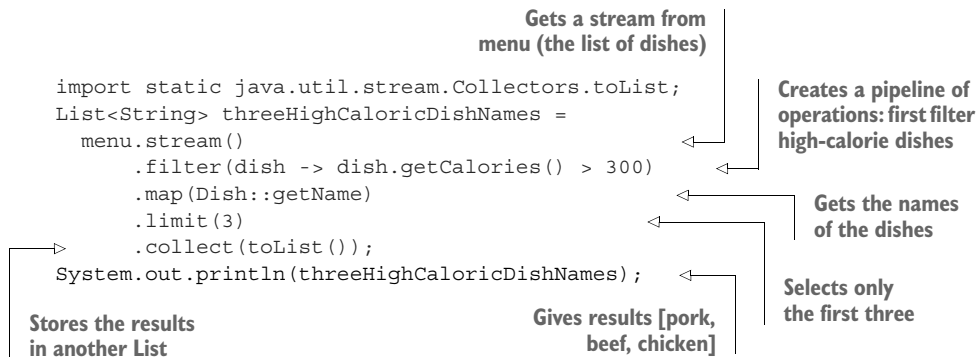 Gets a stream from
menu (the list of dishes)
import static java.util.stream.Collectors.toList;
List<String> threeHighCaloricDishNames =
menu.stream()
Creates a pipeline of
operations: first filter
high-calorie dishes
.filter(dish -> dish.getCalories() > 300)
.map(Dish::getName)
Gets the names
of the dishes
.limit(3)
.collect(toList());
System.out.println(threeHighCaloricDishNames);
Selects only
the first three
Stores the results
in another List
Gives results [pork,
beef, chicken]